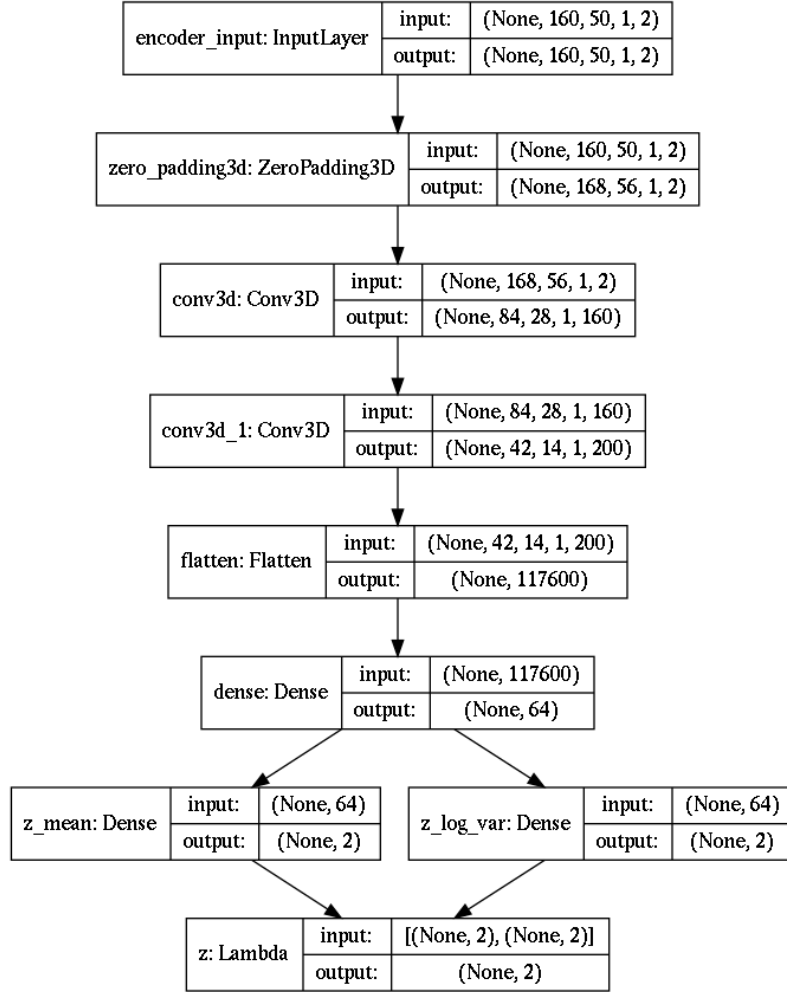 encoder_input: InputLayer
input: (None, 160, 50, 1, 2)
output: (None, 160, 50, 1, 2)
zero_padding3d: ZeroPadding3D
input: (None, 160, 50, 1, 2)
output: (None, 168, 56, 1, 2)
conv3d: Conv3D
input: (None, 168, 56, 1, 2)
output: (None, 84, 28, 1, 160)
conv3d_1: Conv3D
input: (None, 84, 28, 1, 160)
output: (None, 42, 14, 1, 200)
flatten: Flatten
input: (None, 42, 14, 1, 200)
output: (None, 117600)
dense: Dense
input: (None, 117600)
output: (None, 64)
z_mean: Dense
input: (None, 64)
output: (None, 2)
z_log_var: Dense
input: (None, 64)
output: (None, 2)
z: Lambda
input: [(None, 2), (None, 2)]
output: (None, 2)